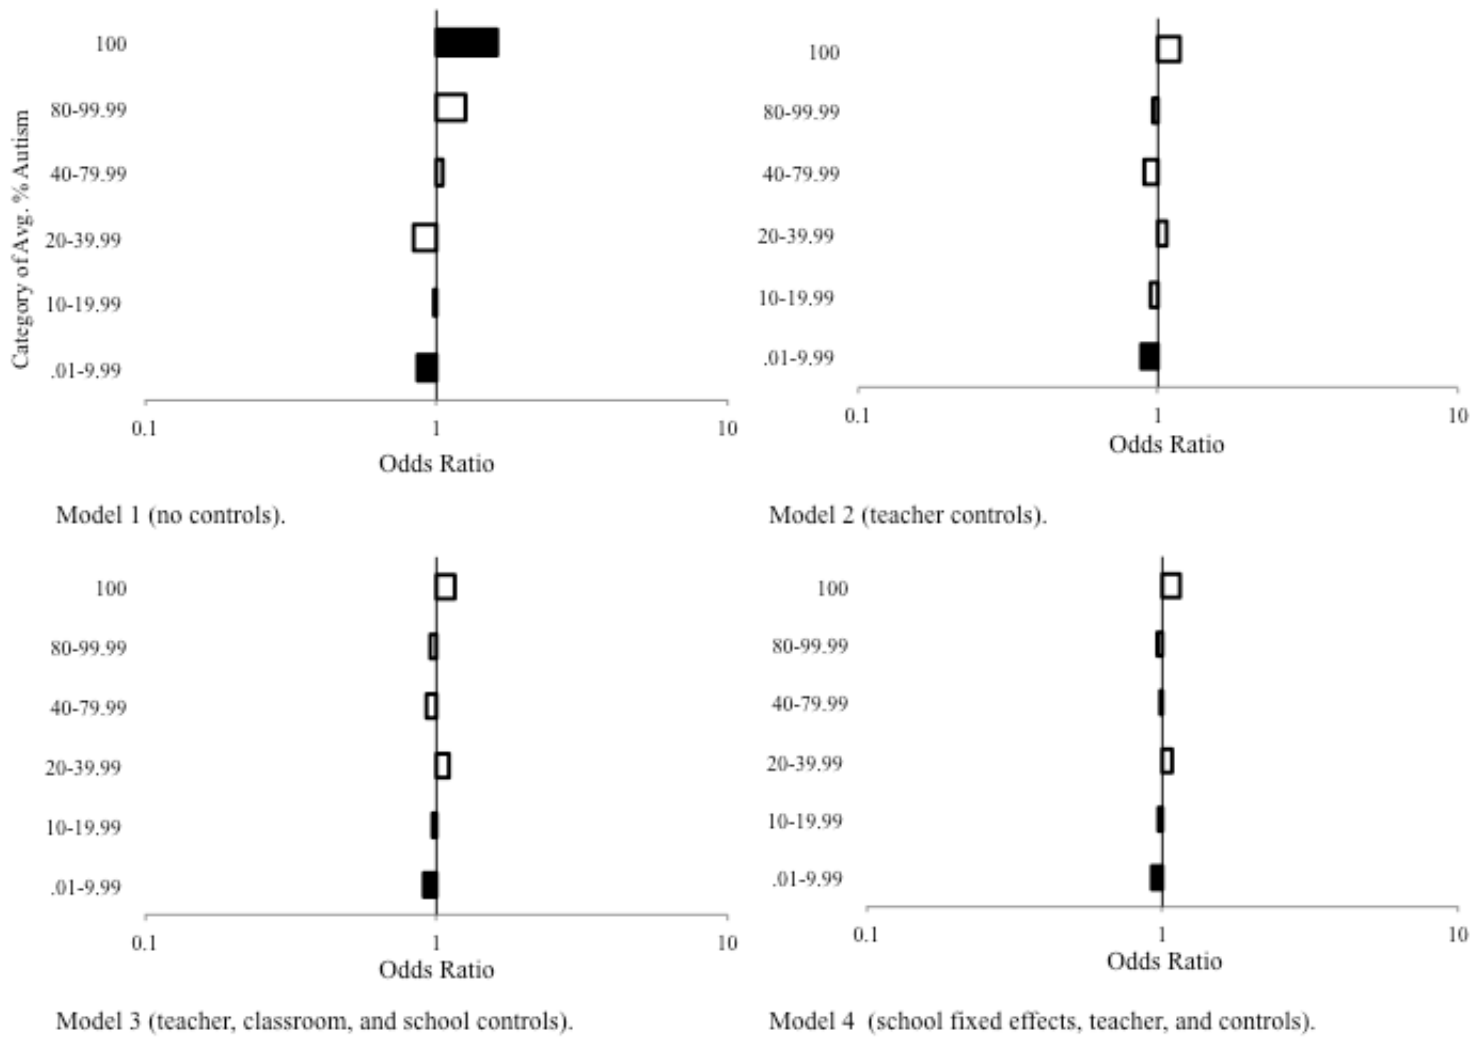 Category of Avg. % Autism
100
80-99.99
40-79.99
20-39.99
10-19.99
.01-9.99
0.1 1 10
Odds Ratio
Model 1 (no controls).
100
80-99.99
40-79.99
20-39.99
10-19.99
.01-9.99
0.1 1 10
Odds Ratio
Model 2 (teacher controls).
100
80-99.99
40-79.99
20-39.99
10-19.99
.01-9.99
0.1 1 10
Odds Ratio
Model 3 (teacher, classroom, and school controls).
100
80-99.99
40-79.99
20-39.99
10-19.99
.01-9.99
0.1 1 10
Odds Ratio
Model 4 (school fixed effects, teacher, and controls).